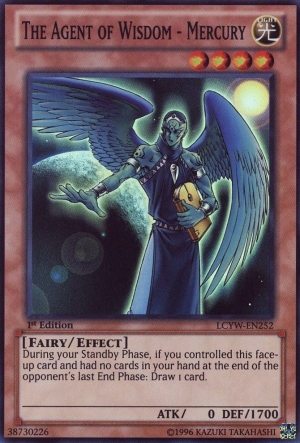 THE AGENT OF WISDOM - MERCURY
LIGHT
光
1st Edition
LCYW-EN252
[FAIRY/EFFECT]
During your Standby Phase, if you controlled this face-
up card and had no cards in your hand at the end of the
opponent's last End Phase: Draw 1 card.
ATK/ 0 DEF/1700
38730226
©1996 KAZUKI TAKAHASHI